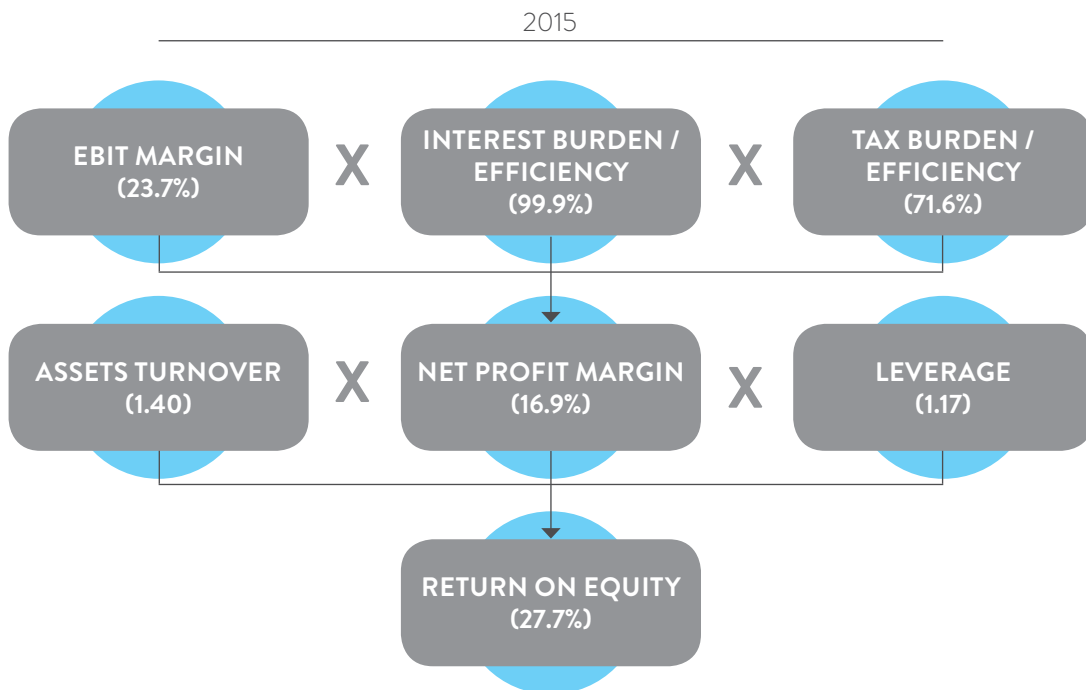 2015
EBIT MARGIN
(23.7%)
X
INTEREST BURDEN /
EFFICIENCY
(99.9%)
X
TAX BURDEN /
EFFICIENCY
(71.6%)
ASSETS TURNOVER
(1.40)
X
NET PROFIT MARGIN
(16.9%)
X
LEVERAGE
(1.17)
RETURN ON EQUITY
(27.7%)